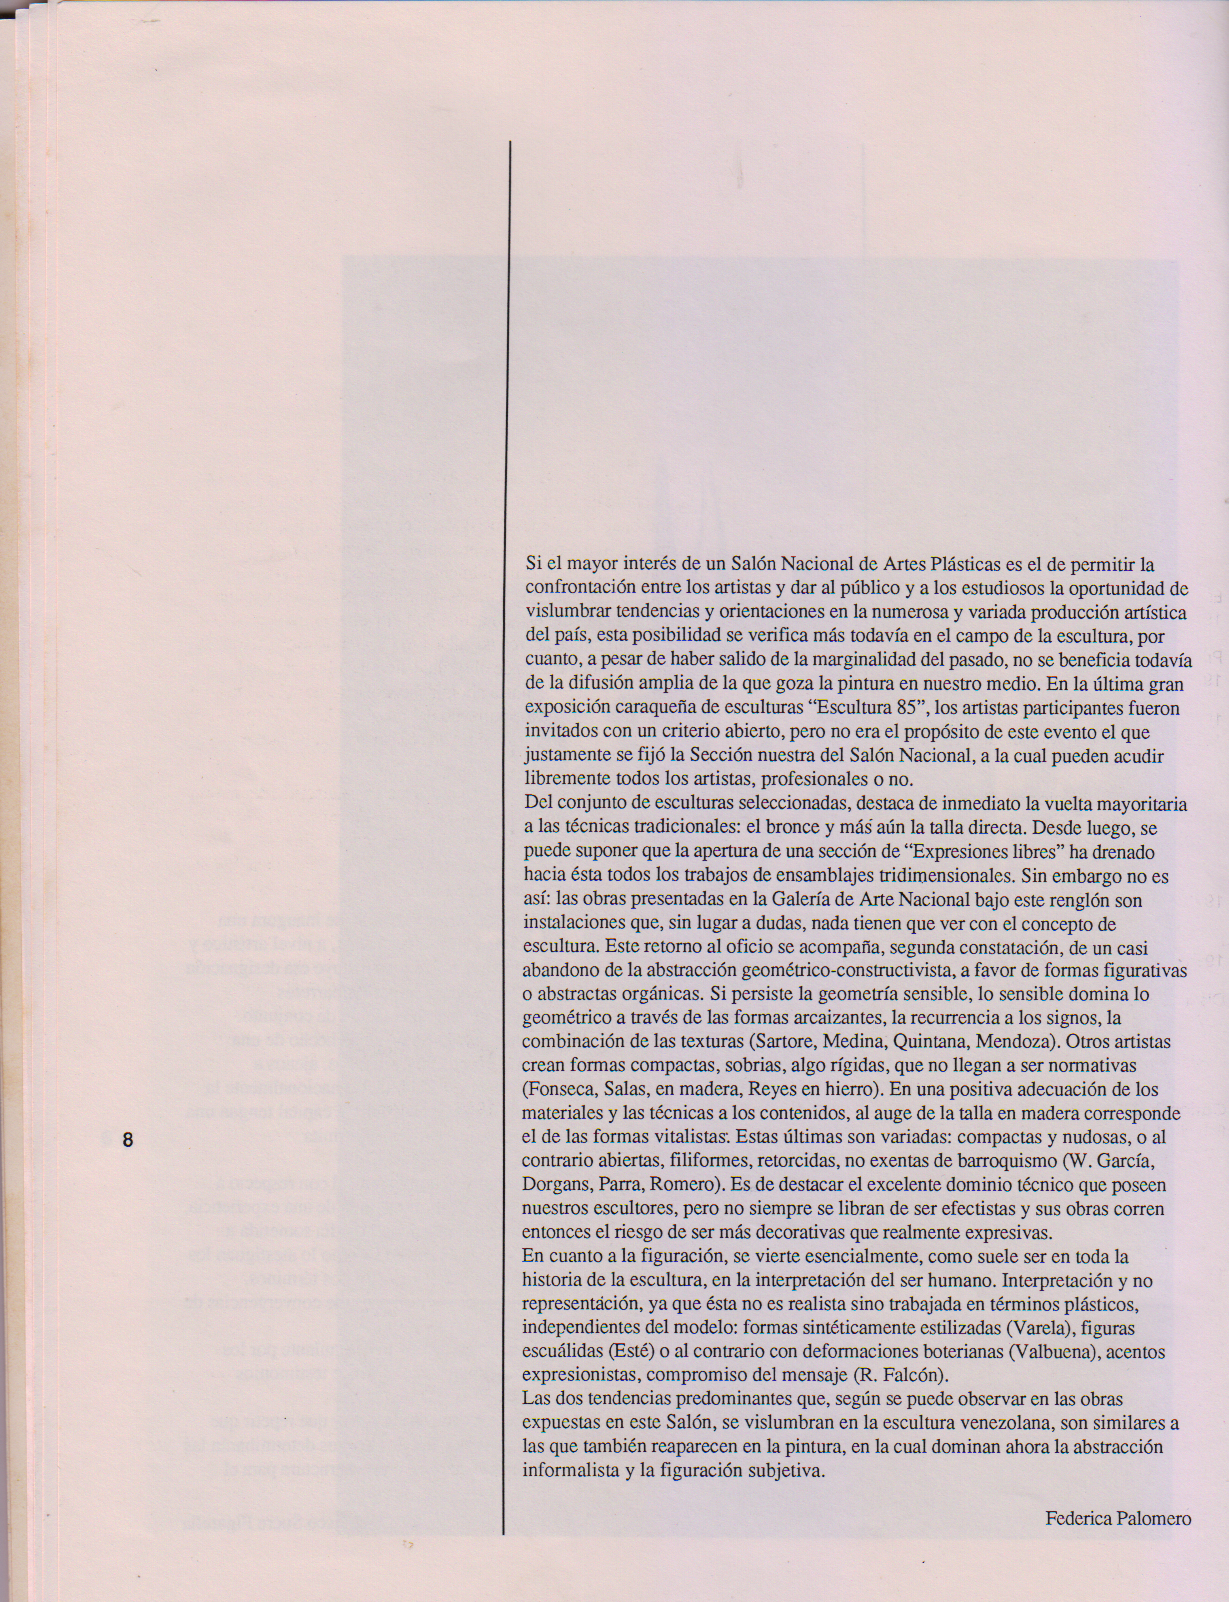 Si el mayor interés de un Salón Nacional de Artes Plásticas es el de permitir la
confrontación entre los artistas y dar al público y a los estudiosos la oportunidad de
vislumbrar tendencias y orientaciones en la numerosa y variada producción artística
del país, esta posibilidad se verifica más todavía en el campo de la escultura, por
cuanto, a pesar de haber salido de la marginalidad del pasado, no se beneficia todavía
de la difusión amplia de la que goza la pintura en nuestro medio. En la última gran
exposición caraqueña de esculturas “Escultura 85”, los artistas participantes fueron
invitados con un criterio abierto, pero no era el propósito de este evento el que
justamente se fijó la Sección nuestra del Salón Nacional, a la cual pueden acudir
libremente todos los artistas, profesionales o no.
Del conjunto de esculturas seleccionadas, destaca de inmediato la vuelta mayoritaria
a las técnicas tradicionales: el bronce y más aún la talla directa. Desde luego, se
puede suponer que la apertura de una sección de “Expresiones libres” ha drenado
hacia ésta todos los trabajos de ensamblajes tridimensionales. Sin embargo no es
así: las obras presentadas en la Galería de Arte Nacional bajo este renglón son
instalaciones que, sin lugar a dudas, nada tienen que ver con el concepto de
escultura. Este retorno al oficio se acompaña, segunda constatación, de un casi
abandono de la abstracción geométrico-constructivista, a favor de formas figurativas
o abstractas orgánicas. Si persiste la geometría sensible, lo sensible domina lo
geométrico a través de las formas arcaizantes, la recurrencia a los signos, la
combinación de las texturas (Sartore, Medina, Quintana, Mendoza). Otros artistas
crean formas compactas, sobrias, algo rígidas, que no llegan a ser normativas
(Fonseca, Salas, en madera, Reyes en hierro). En una positiva adecuación de los
materiales y las técnicas a los contenidos, al auge de la talla en madera corresponde
el de las formas vitalistas. Estas últimas son variadas: compactas y nudosas, o al
contrario abiertas, filiformes, retorcidas, no exentas de barroquismo (W. García,
Dorgans, Parra, Romero). Es de destacar el excelente dominio técnico que poseen
nuestros escultores, pero no siempre se libran de ser efectistas y sus obras corren
entonces el riesgo de ser más decorativas que realmente expresivas.
En cuanto a la figuración, se vierte esencialmente, como suele ser en toda la
historia de la escultura, en la interpretación del ser humano. Interpretación y no
representación, ya que ésta no es realista sino trabajada en términos plásticos,
independientes del modelo: formas sintéticamente estilizadas (Varela), figuras
escuálidas (Esté) o al contrario con deformaciones boterianas (Valbuena), acentos
expresionistas, compromiso del mensaje (R. Falcón).
Las dos tendencias predominantes que, según se puede observar en las obras
expuestas en este Salón, se vislumbran en la escultura venezolana, son similares a
las que también reaparecen en la pintura, en la cual dominan ahora la abstracción
informalista y la figuración subjetiva.
Federica Palomero
8